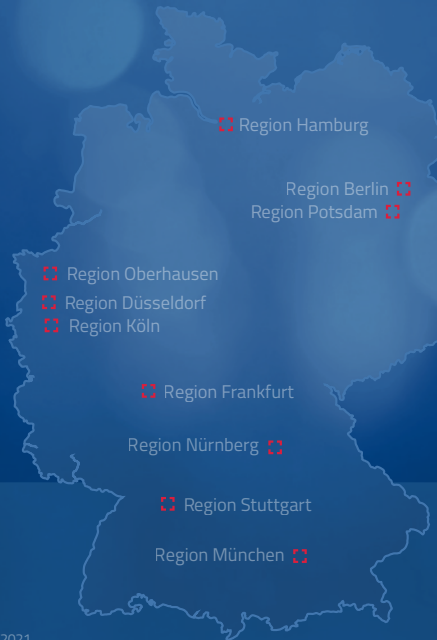 Region Hamburg
Region Berlin
Region Potsdam
Region Oberhausen
Region Düsseldorf
Region Köln
Region Frankfurt
Region Nürnberg
Region Stuttgart
Region München
2021